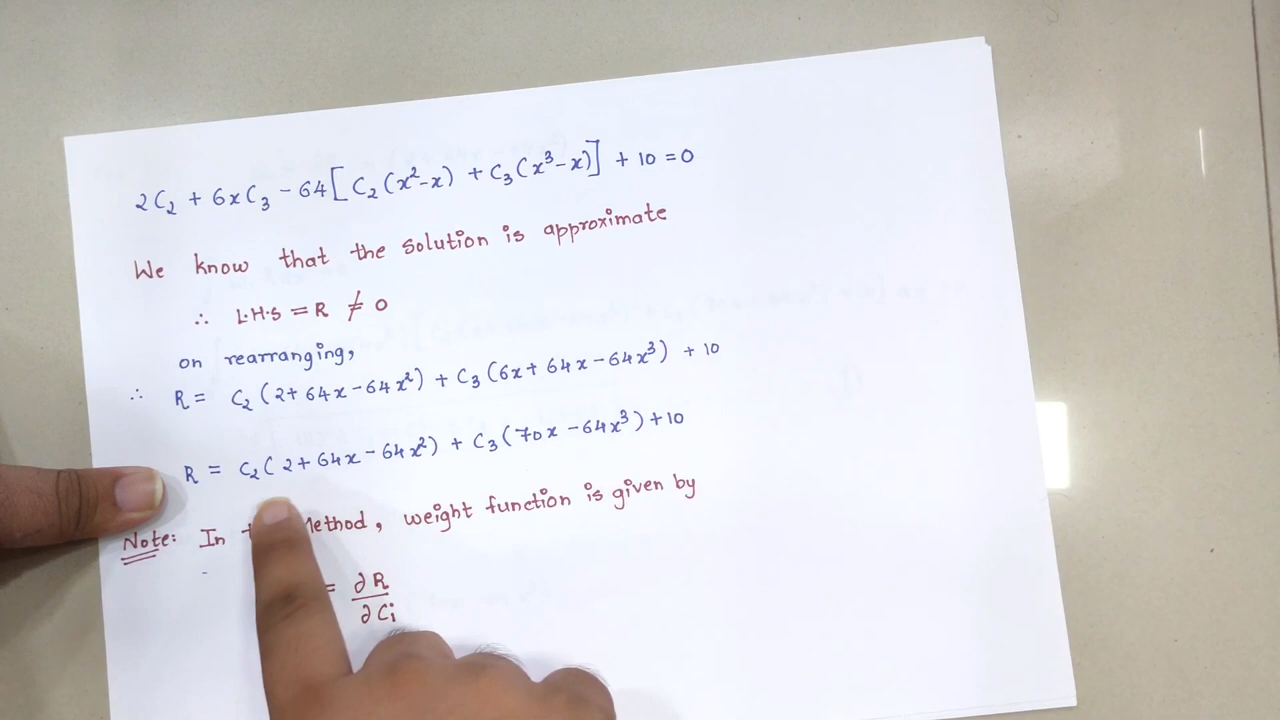 2C₂ + 6xC₃ - 64[C₂(x²-x) + C₃(x³-x)] + 10 = 0
We know that the solution is approximate
∴ L.H.S = R ≠ 0
on rearranging,
∴ R = C₂(2+64x-64x²) + C₃(6x+64x-64x³) + 10
R = C₂(2+64x-64x²) + C₃(70x-64x³)+10
Note: In Method, weight function is given by
= ∂R/∂Ci